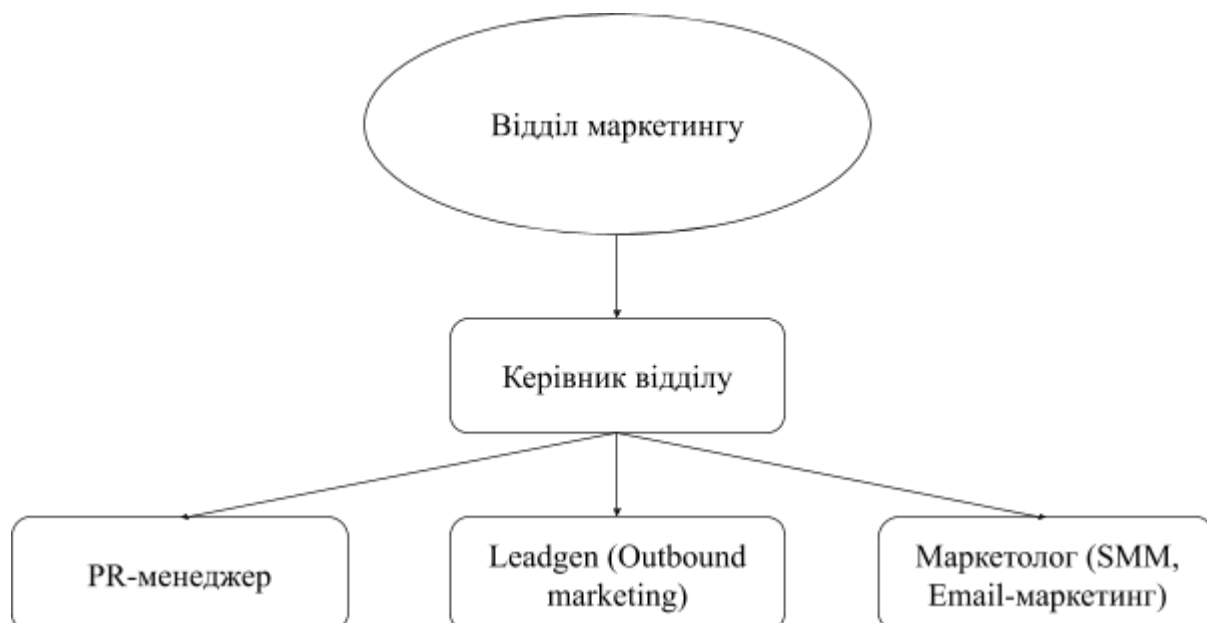 Відділ маркетингу
Керівник відділу
PR-менеджер
Leadgen (Outbound
marketing)
Маркетолог (SMM,
Email-маркетинг)